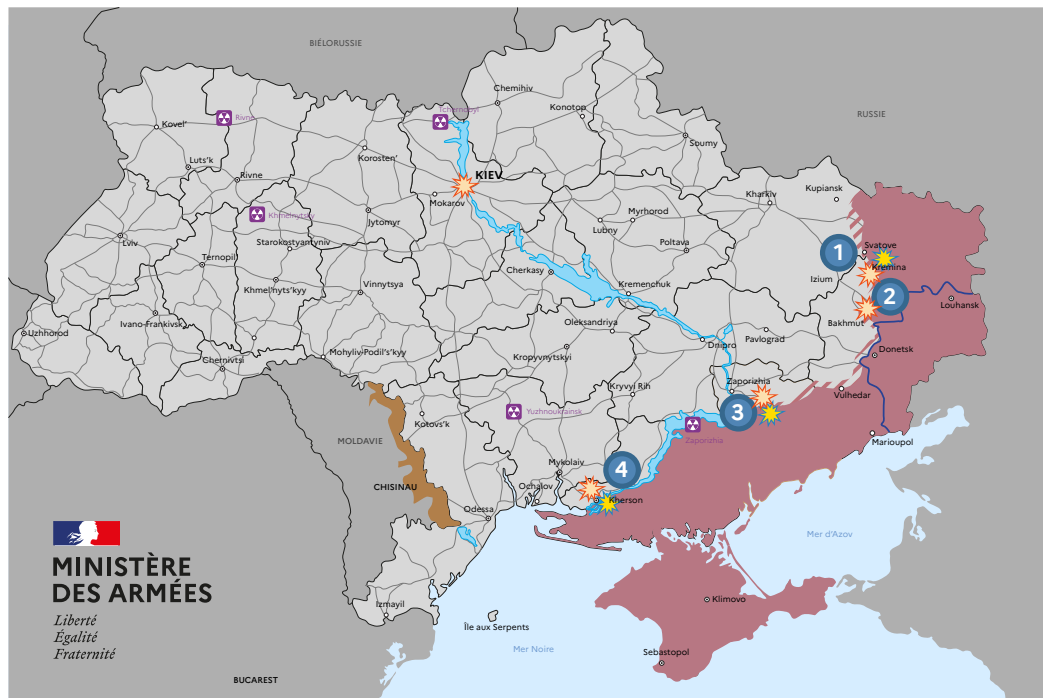 BIÉLORUSSIE
RUSSIE
Chemihiv
Konotop
Tchernobyl
Rivne
Kovel'
Soumy
Korosten'
Luts'k
KIEV
Rivne
Kupiansk
Kharkiv
Mokarov
Myrhorod
Khmelnytsky
Jytomyr
Lubny
Starokostyantyniv
Lviv
Poltava
1
Svatove
Ternopil
Cherkasy
Kremina
Izium
Khmel'nyts'kyy
Vinnytsya
Kremenchuk
2
Louhansk
Ivano-Frankivsk
Oleksandriya
Bakhmut
Uzhhorod
Pavlograd
Dnipro
Mohyliv-Podil's'kyy
Chernivtsi
Kropyvnytskyi
Donetsk
Zaporizhia
Kryvyi Rih
Vulhedar
Kotovs'k
Yuzhnoukrainsk
3
MOLDAVIE
Zaporizhia
Marioupol
Mykolaiv
4
CHISINAU
Ochalov
Kherson
Odessa
Mer d'Azov
MINISTÈRE
DES ARMÉES
Liberté
Égalité
Fraternité
Izmayil
Klimovo
Île aux Serpents
Mer Noire
Sebastopol
BUCAREST